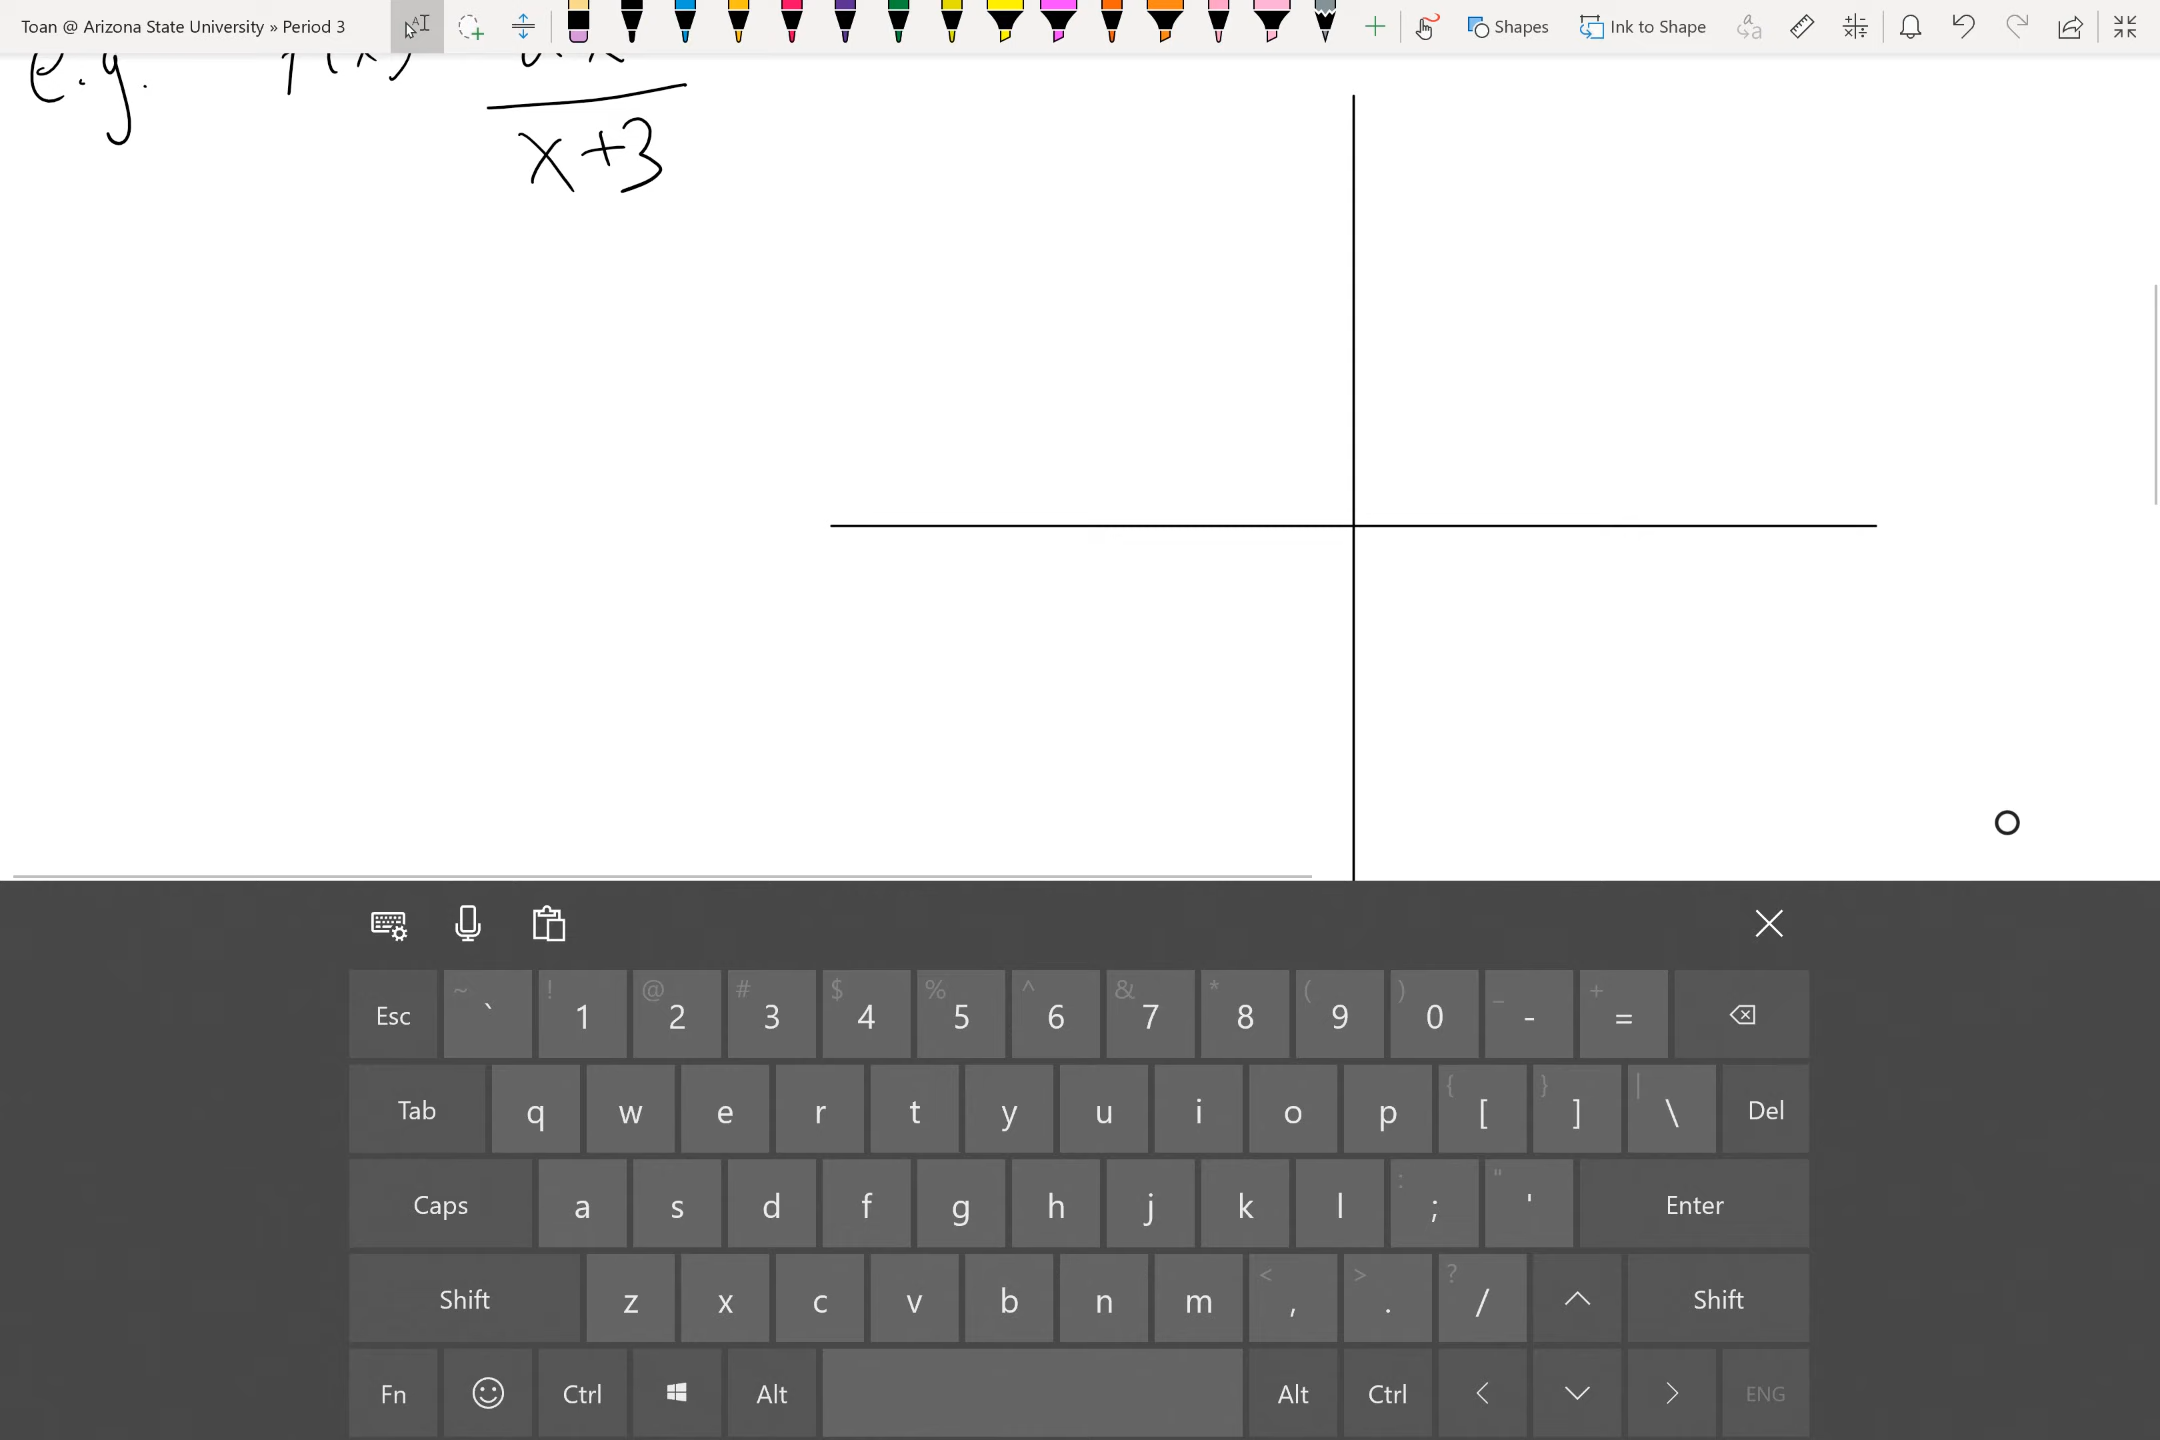 Toan @ Arizona State University » Period 3
Shapes
Ink to Shape
e.g. f(x)
x+3
Esc ~ ` ! 1 @ 2 # 3 $ 4 % 5 ^ 6 & 7 * 8 ( 9 ) 0 _ - + =
Tab q w e r t y u i o p { [ } ] | \ Del
Caps a s d f g h j k l : ; " ' Enter
Shift z x c v b n m < , > . ? / Shift
Fn Ctrl Alt Alt Ctrl ENG